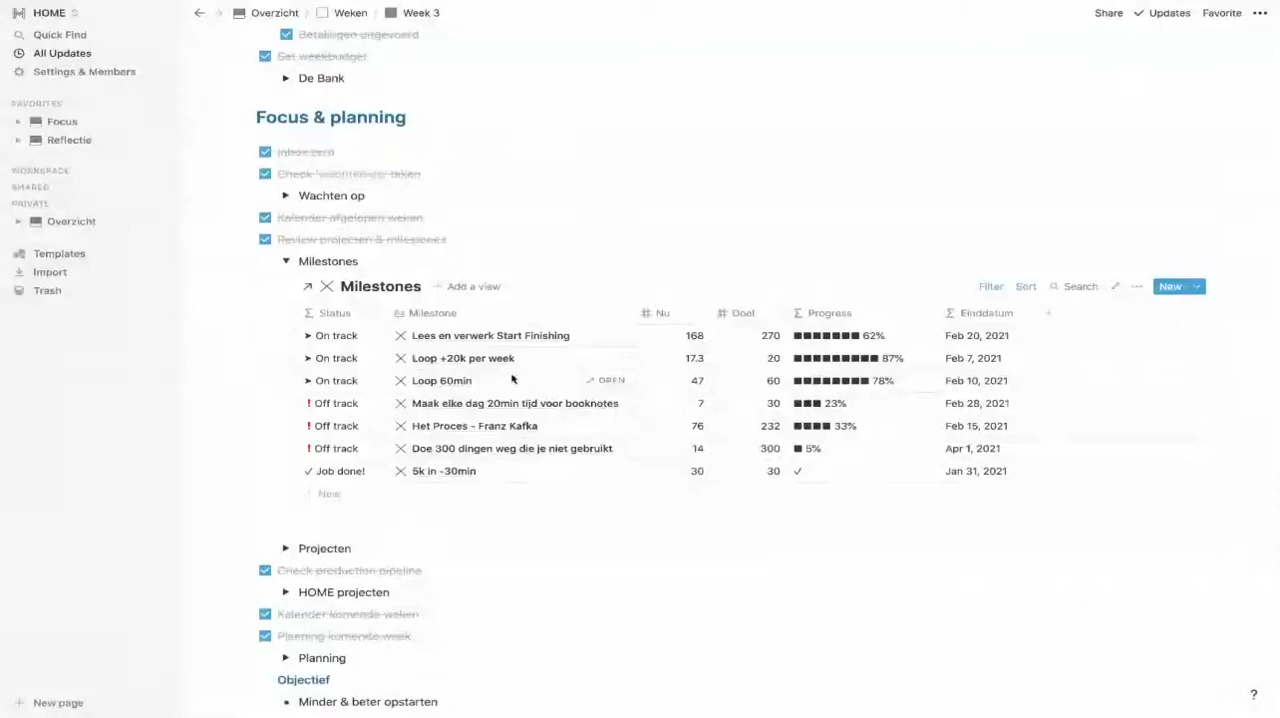 HOME
Overzicht / Weken / Week 3
Share Updates Favorite
Quick Find
All Updates
Settings & Members
FAVORITES
Focus
Reflectie
WORKSPACE
SHARED
PRIVATE
Overzicht
Templates
Import
Trash
New page
Betalingen uitgevoerd
Set weekbudget
De Bank
Focus & planning
Inbox zero
Check 'wachten op' taken
Wachten op
Kalender afgelopen weken
Review projecten & milestones
Milestones
Milestones Add a view Filter Sort Search New
Status Milestone Nu Doel Progress Einddatum
On track Lees en verwerk Start Finishing 168 270 62% Feb 20, 2021
On track Loop +20k per week 17.3 20 87% Feb 7, 2021
On track Loop 60min OPEN 47 60 78% Feb 10, 2021
! Off track Maak elke dag 20min tijd voor booknotes 7 30 23% Feb 28, 2021
! Off track Het Proces - Franz Kafka 76 232 33% Feb 15, 2021
! Off track Doe 300 dingen weg die je niet gebruikt 14 300 5% Apr 1, 2021
✓ Job done! 5k in -30min 30 30 ✓ Jan 31, 2021
New
Projecten
Check production pipeline
HOME projecten
Kalender komende weken
Planning komende week
Planning
Objectief
Minder & beter opstarten
?